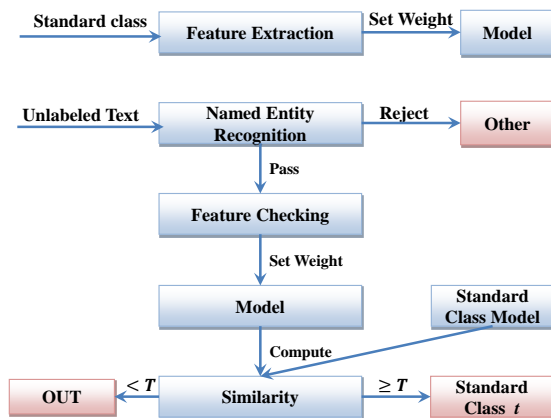 Standard class
Feature Extraction
Set Weight
Model
Unlabeled Text
Named Entity
Recognition
Reject
Other
Pass
Feature Checking
Set Weight
Model
Standard
Class Model
Compute
OUT
< T
Similarity
≥ T
Standard
Class t